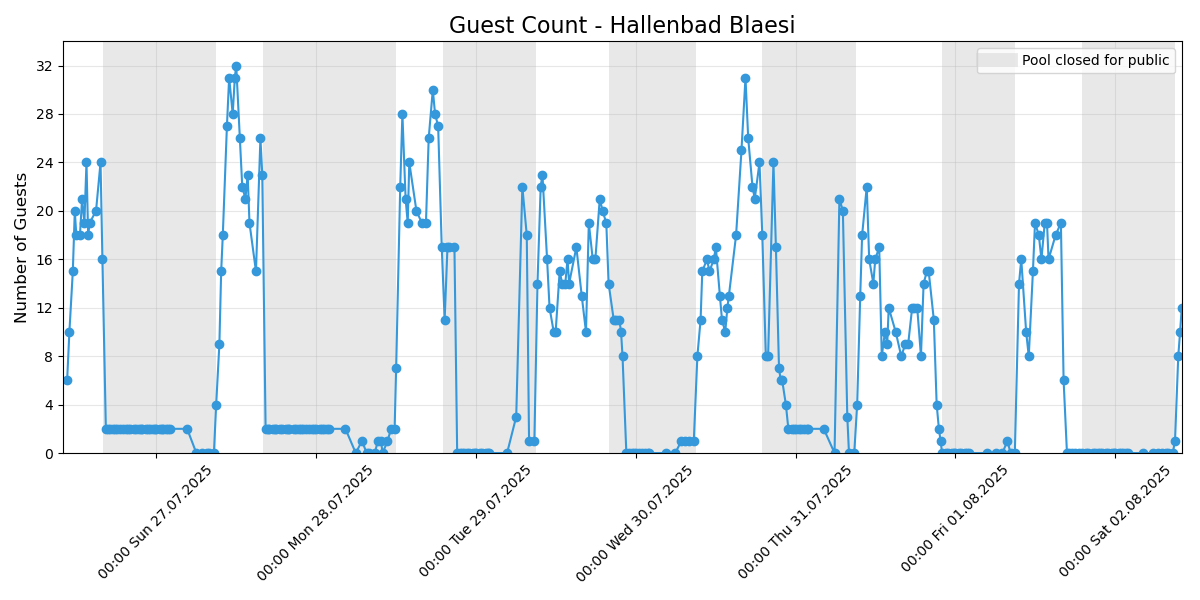 Guest Count - Hallenbad Blaesi
Pool closed for public
Number of Guests
32
28
24
20
16
12
8
4
0
00:00 Sun 27.07.2025
00:00 Mon 28.07.2025
00:00 Tue 29.07.2025
00:00 Wed 30.07.2025
00:00 Thu 31.07.2025
00:00 Fri 01.08.2025
00:00 Sat 02.08.2025